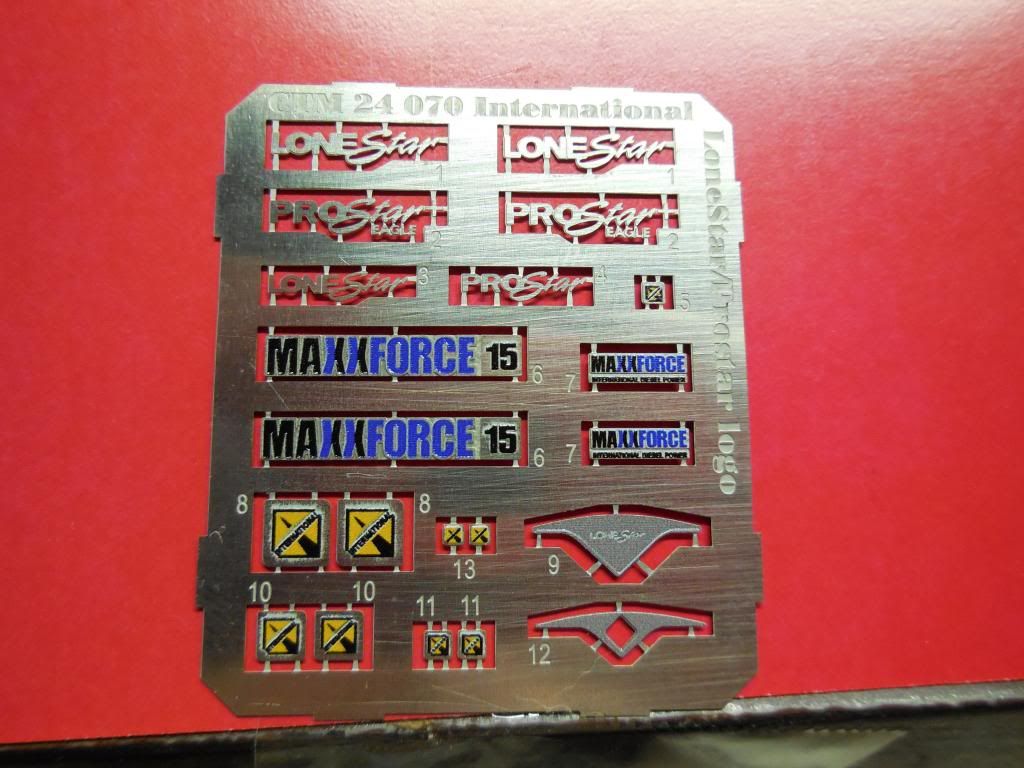 CTM 24 070 International
LoneStar/Troadar logo
LONEStar
1
LONEStar
1
PROStar
EAGLE
2
PROStar
EAGLE
2
LONEStar
3
PROStar
4
5
MAXXFORCE 15
6
MAXXFORCE
INTERNATIONAL DIESEL POWER
7
MAXXFORCE 15
6
MAXXFORCE
INTERNATIONAL DIESEL POWER
7
8
INTERNATIONAL
INTERNATIONAL
8
13
LONEStar
9
10
10
11
11
12